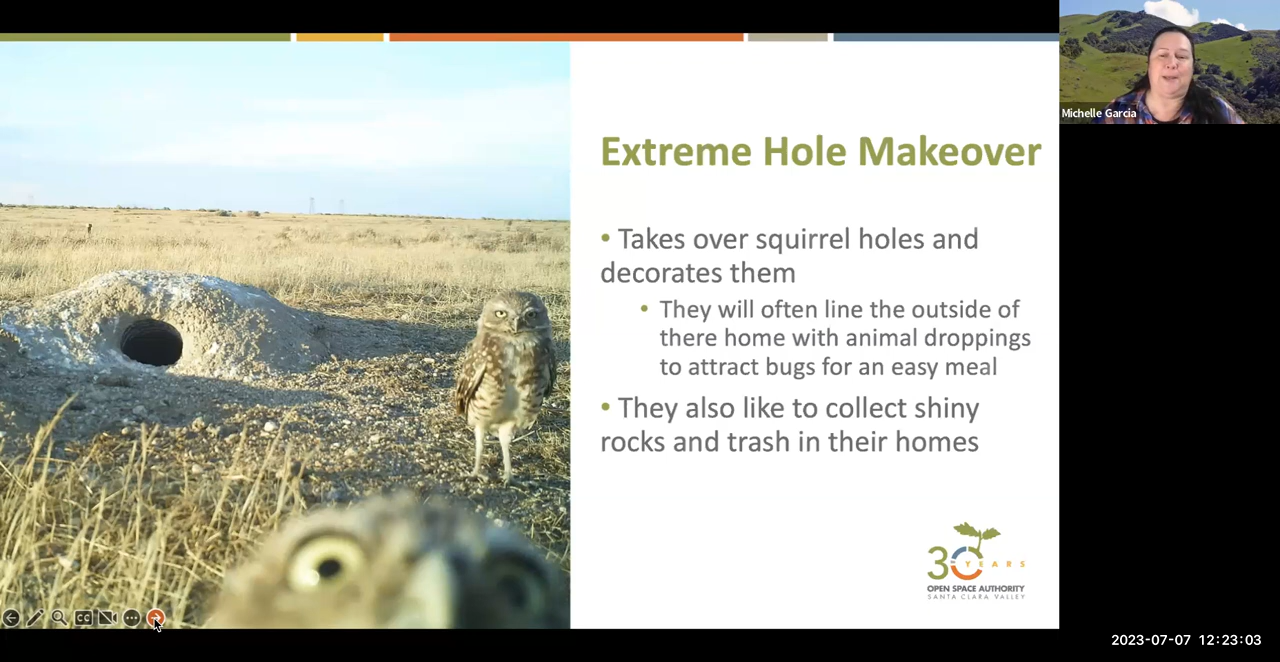 Michelle Garcia
Extreme Hole Makeover
• Takes over squirrel holes and
decorates them
• They will often line the outside of
there home with animal droppings
to attract bugs for an easy meal
• They also like to collect shiny
rocks and trash in their homes
30
YEARS
OPEN SPACE AUTHORITY
SANTA CLARA VALLEY
CC
2023-07-07 12:23:03